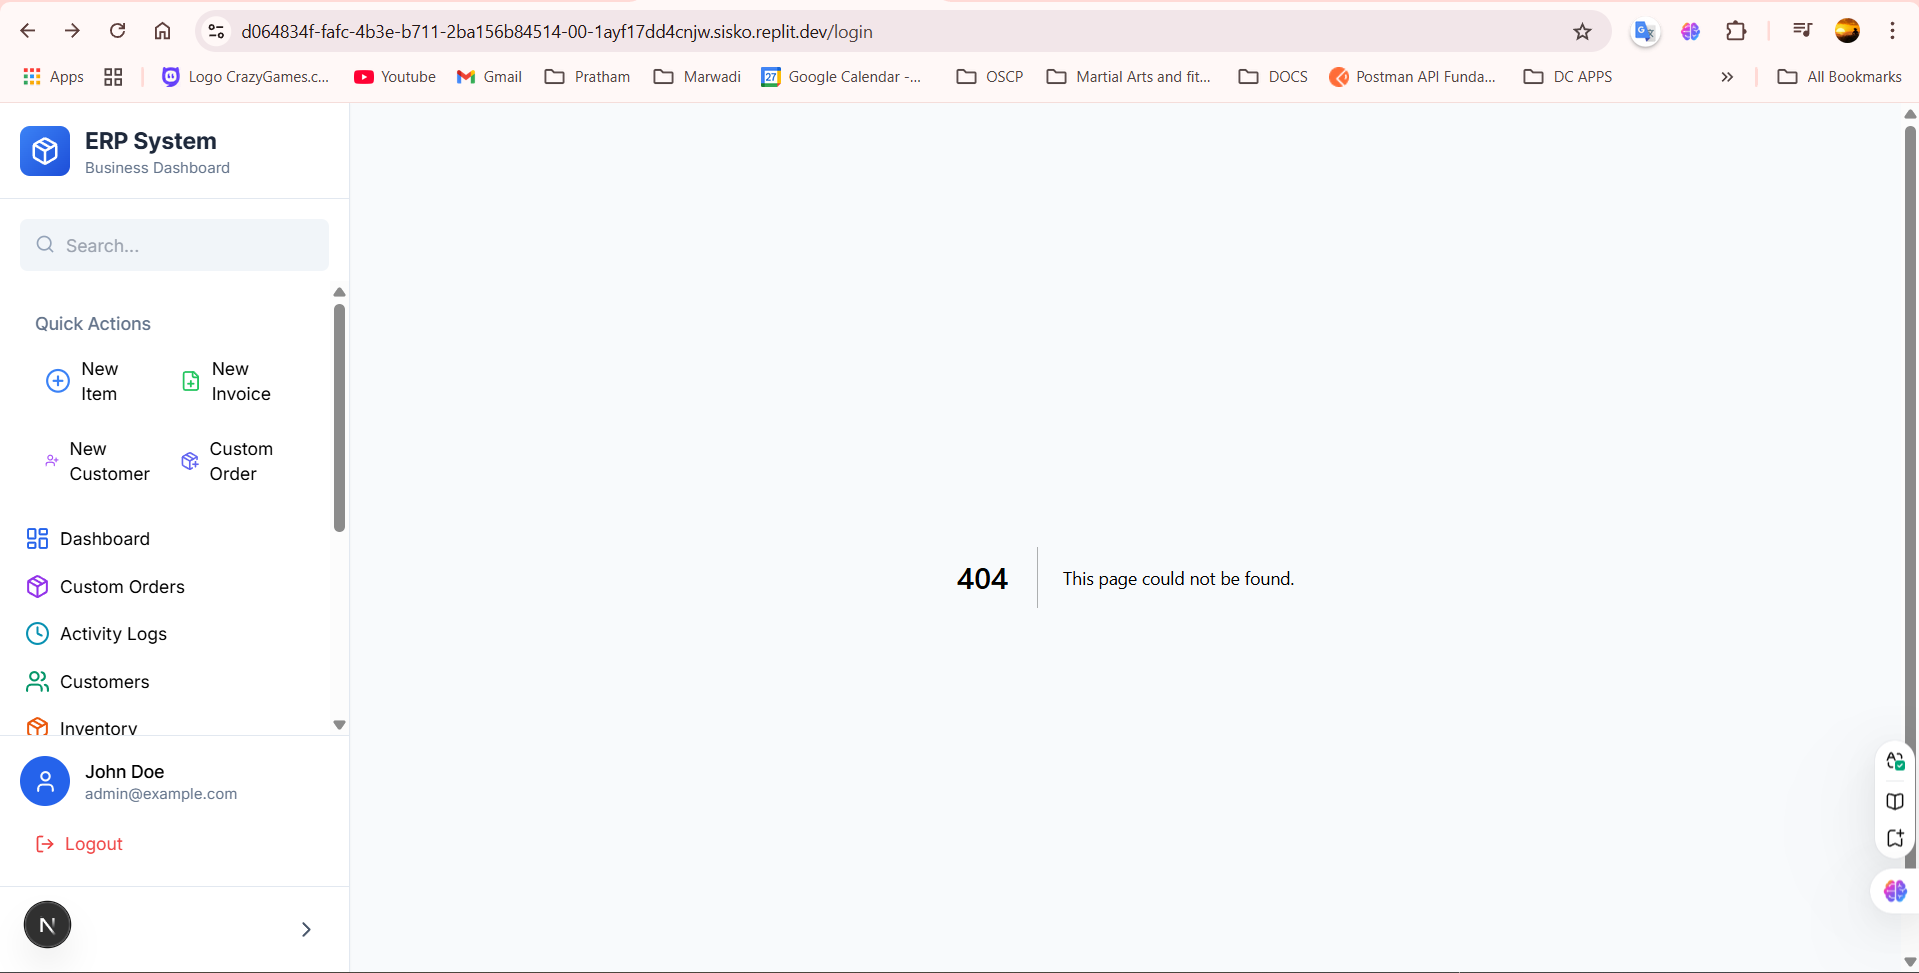 d064834f-fafc-4b3e-b711-2ba156b84514-00-1ayf17dd4cnjw.sisko.replit.dev/login
Apps
Logo CrazyGames.c...
Youtube
Gmail
Pratham
Marwadi
27
Google Calendar -...
OSCP
Martial Arts and fit...
DOCS
Postman API Funda...
DC APPS
All Bookmarks
ERP System
Business Dashboard
Search...
Quick Actions
New
Item
New
Invoice
New
Customer
Custom
Order
Dashboard
Custom Orders
Activity Logs
Customers
Inventory
John Doe
admin@example.com
Logout
N
404
This page could not be found.